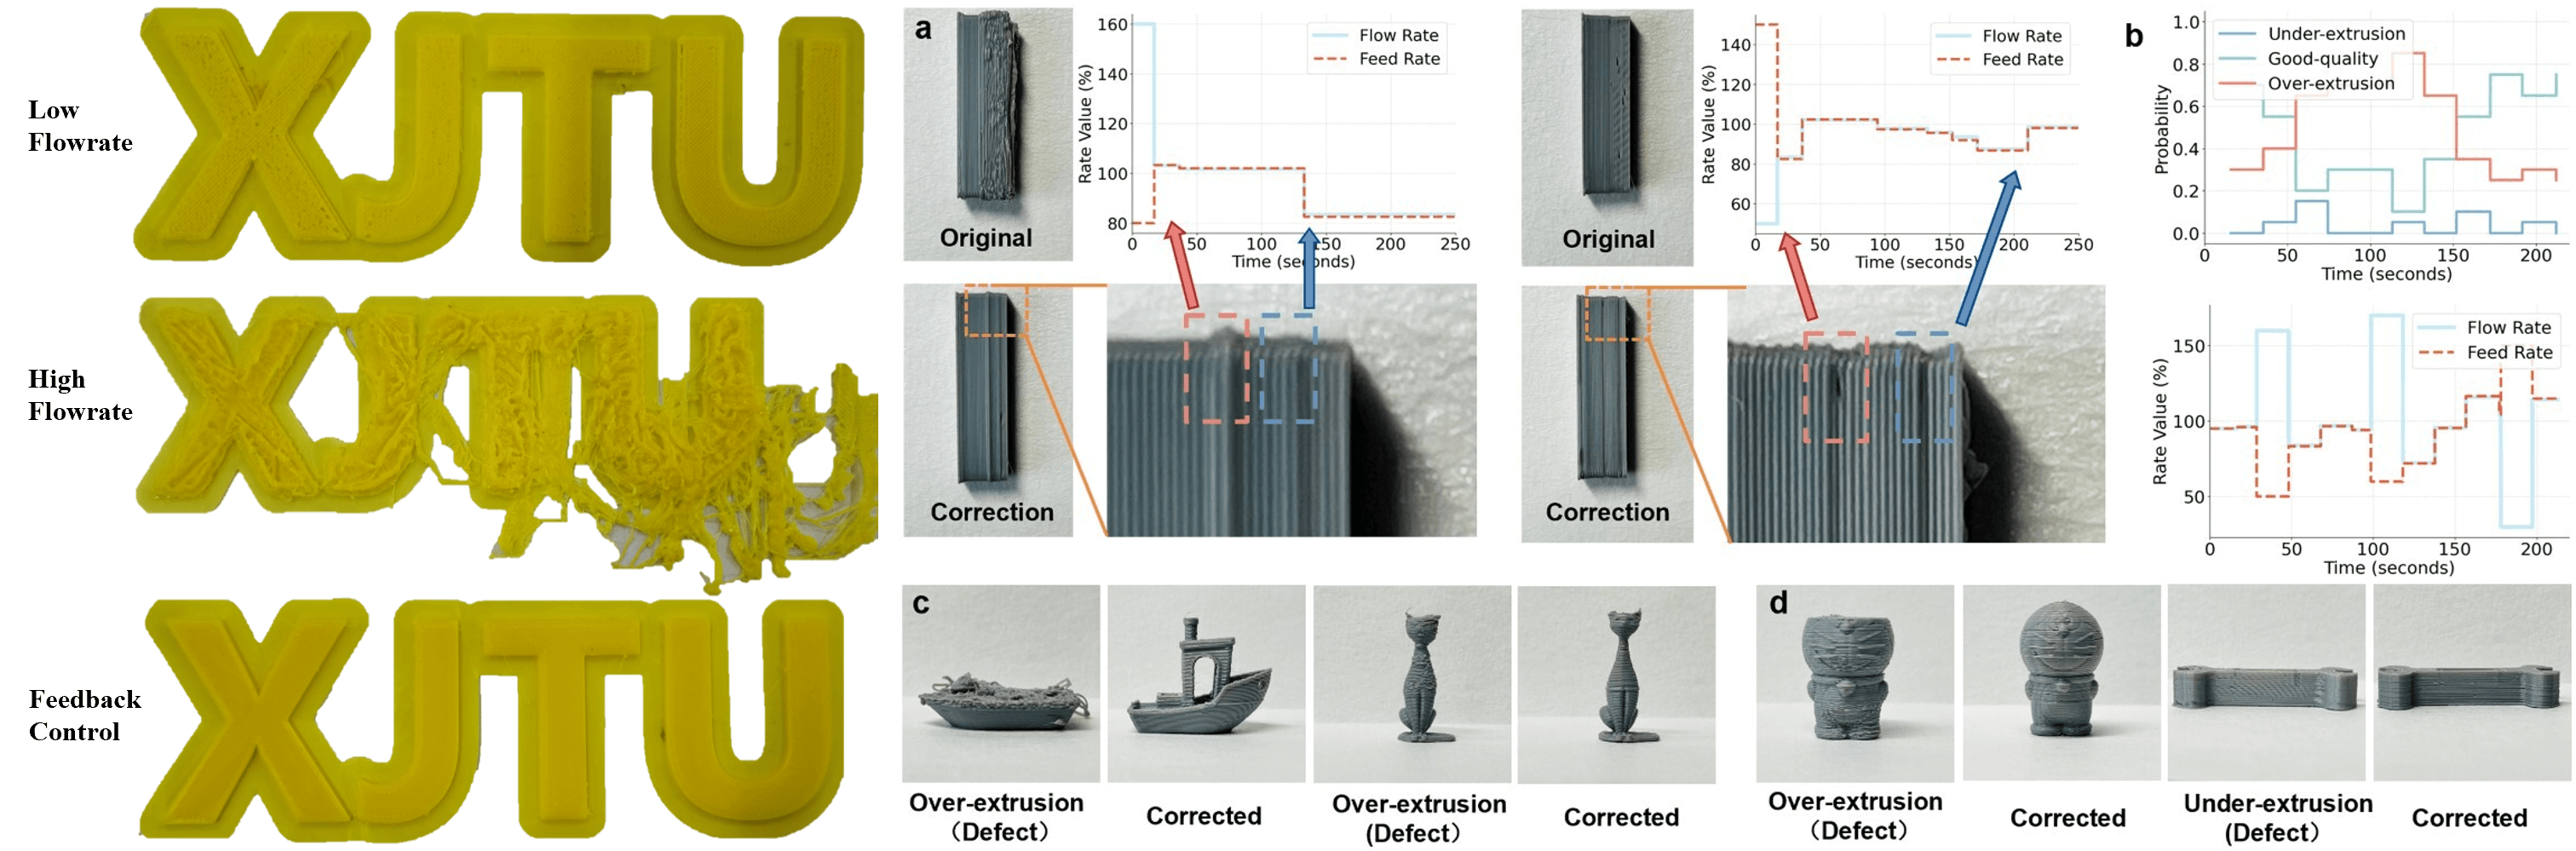 Low
Flowrate
XJTU
High
Flowrate
XJTU
Feedback
Control
XJTU
a
Original
Rate Value (%)
160
140
120
100
80
0
50
100
150
200
250
Time (seconds)
Flow Rate
Feed Rate
Original
Rate Value (%)
140
120
100
80
60
0
50
100
150
200
250
Time (seconds)
Flow Rate
Feed Rate
Correction
Correction
b
Under-extrusion
Good-quality
Over-extrusion
Probability
1.0
0.8
0.6
0.4
0.2
0.0
0
50
100
150
200
Time (seconds)
Flow Rate
Feed Rate
Rate Value (%)
150
100
50
0
50
100
150
200
Time (seconds)
c
Over-extrusion
（Defect）
Corrected
Over-extrusion
(Defect）
Corrected
d
Over-extrusion
(Defect）
Corrected
Under-extrusion
(Defect）
Corrected